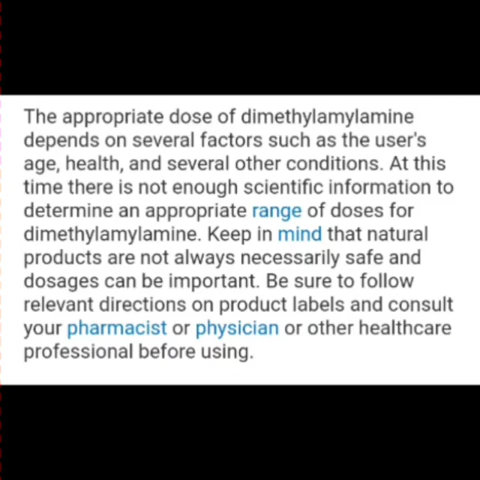 The appropriate dose of dimethylamylamine
depends on several factors such as the user's
age, health, and several other conditions. At this
time there is not enough scientific information to
determine an appropriate range of doses for
dimethylamylamine. Keep in mind that natural
products are not always necessarily safe and
dosages can be important. Be sure to follow
relevant directions on product labels and consult
your pharmacist or physician or other healthcare
professional before using.